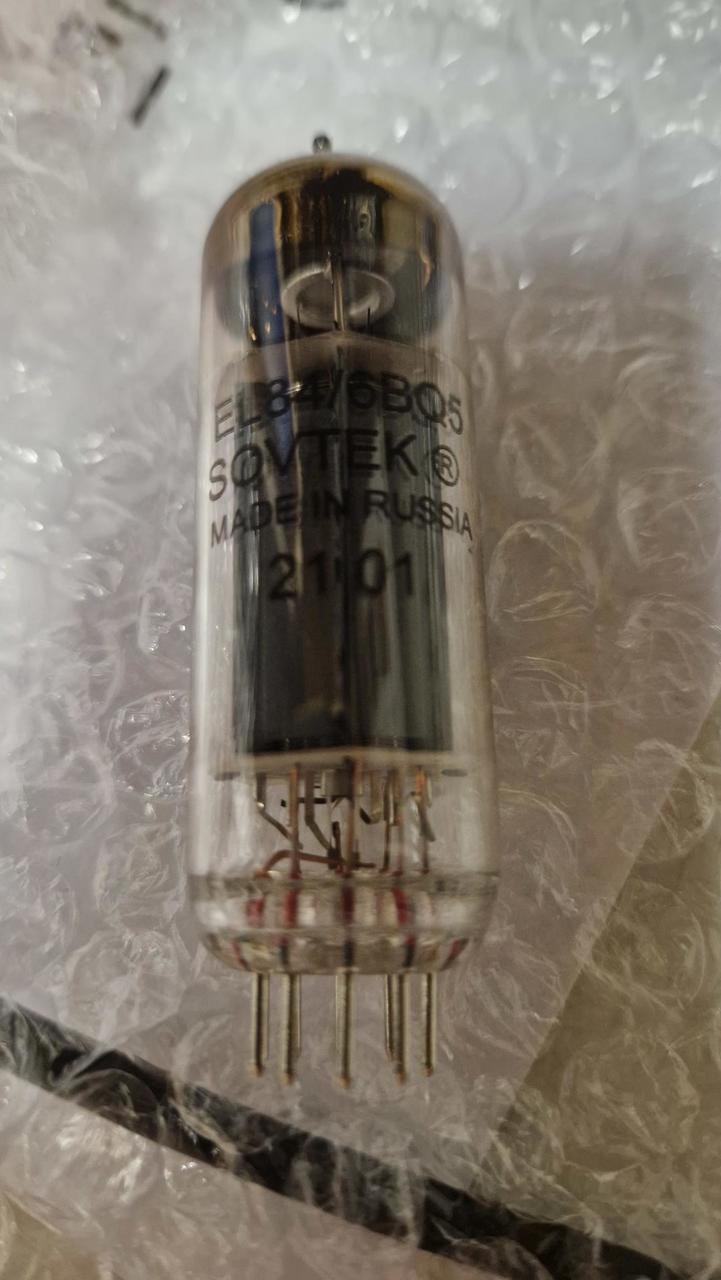 EL84/6BQ5
SOVTEK®
MADE IN RUSSIA
21 01